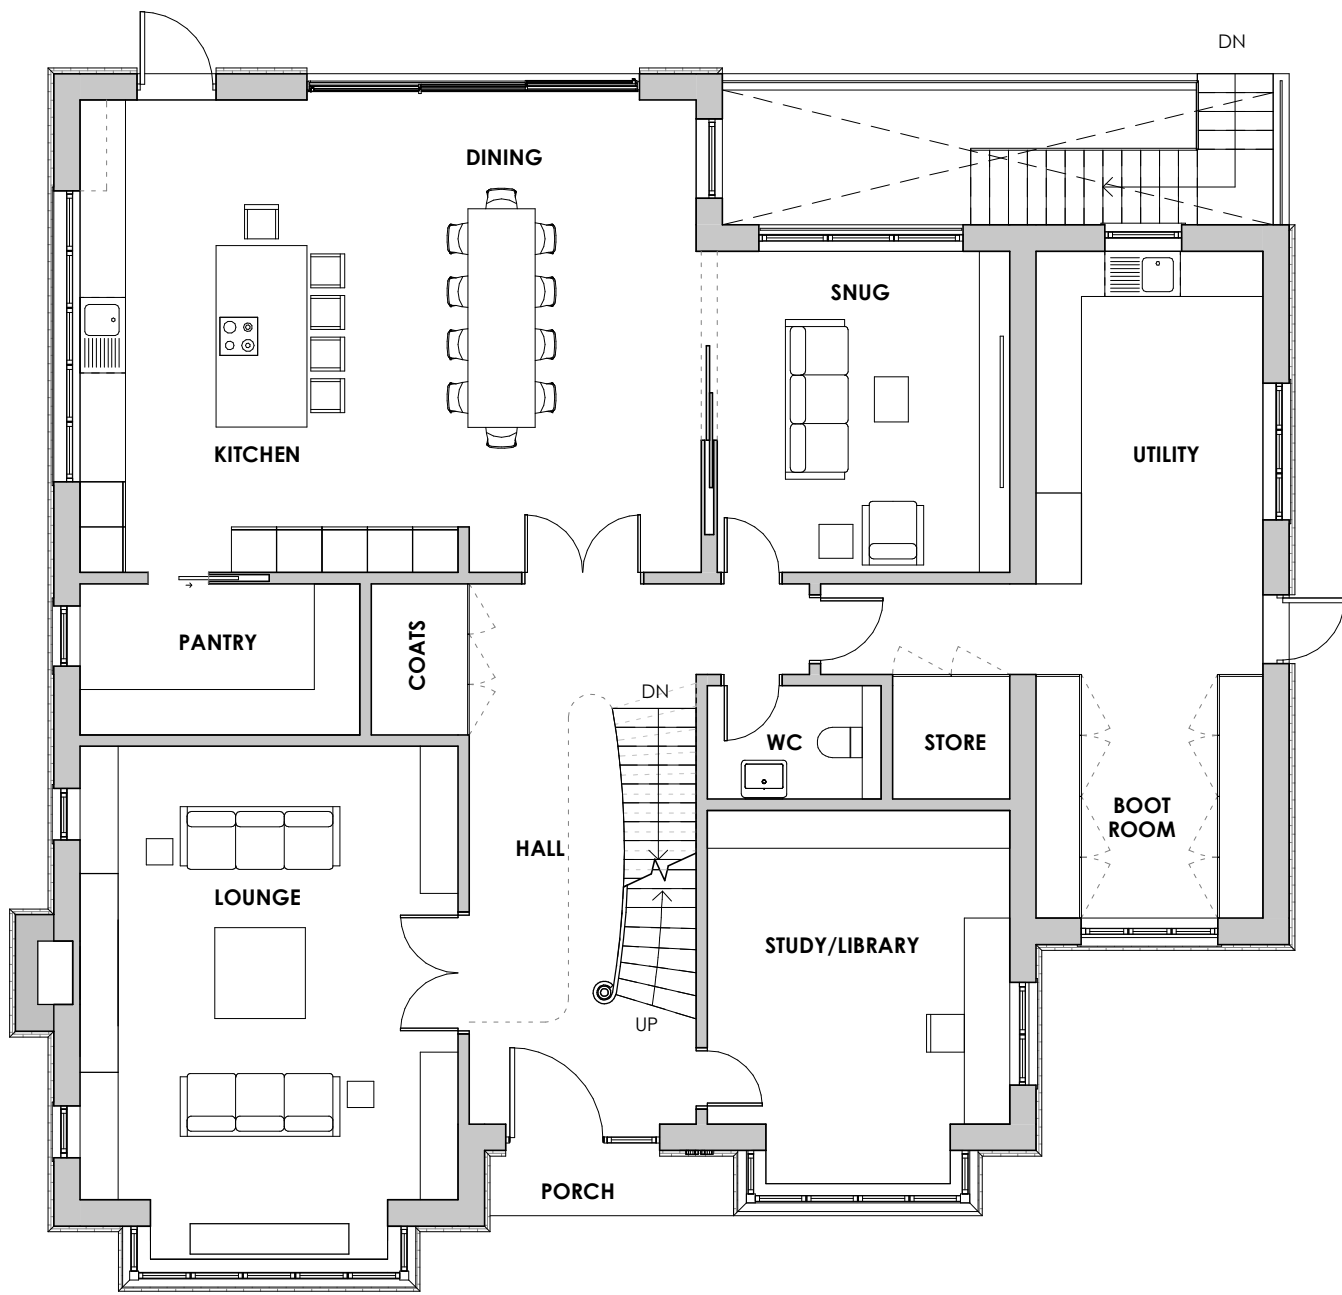 DN
DINING
SNUG
KITCHEN
UTILITY
PANTRY
COATS
DN
WC
STORE
BOOT
ROOM
HALL
LOUNGE
STUDY/LIBRARY
UP
PORCH